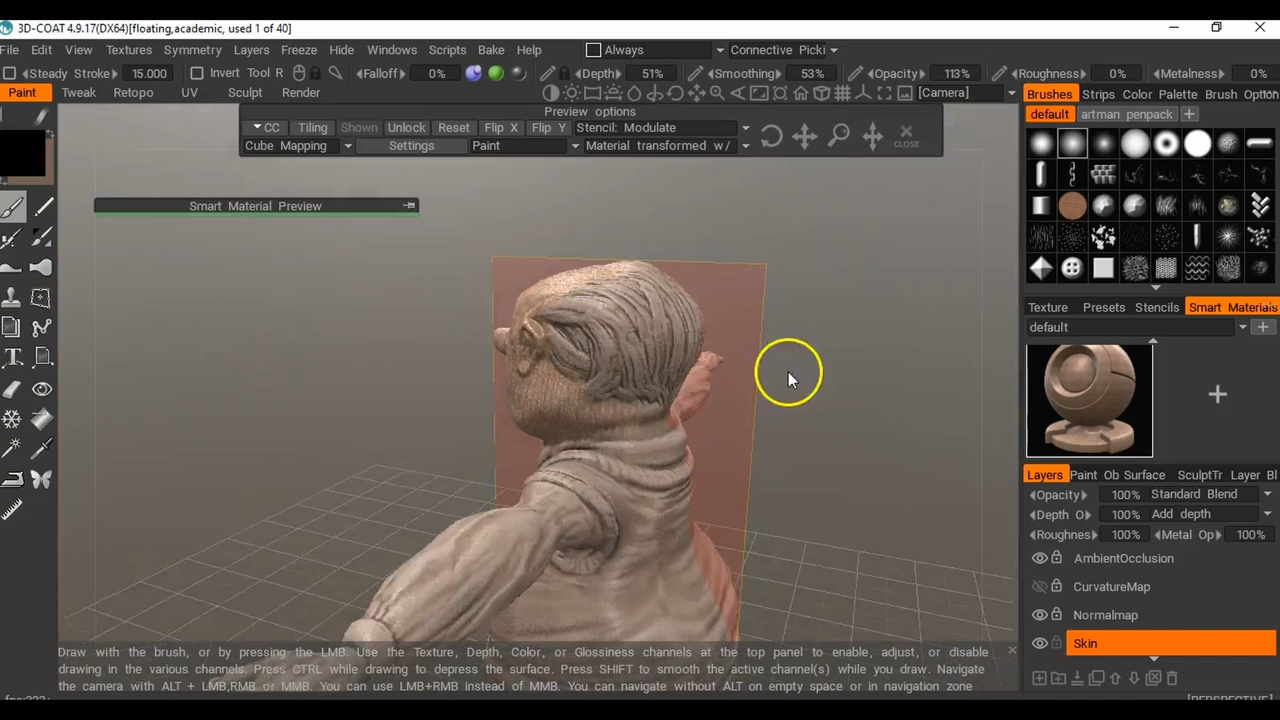 3D-COAT 4.9.17(DX64)[floating,academic, used 1 of 40]
File Edit View Textures Symmetry Layers Freeze Hide Windows Scripts Bake Help Always Connective Picki
Steady Stroke 15.000 Invert Tool R Falloff 0% Depth 51% Smoothing 53% Opacity 113% Roughness 0% Metalness 0%
Paint Tweak Retopo UV Sculpt Render [Camera] Brushes Strips Color Palette Brush Option
Preview options
default artman penpack
CC Tiling Shown Unlock Reset Flip X Flip Y Stencil: Modulate
Cube Mapping Settings Paint Material transformed w/ CLOSE
Smart Material Preview
Texture Presets Stencils Smart Materials
default
Layers Paint Ob Surface SculptTr Layer Bl
Opacity 100% Standard Blend
Depth O 100% Add depth
Roughness 100% Metal Op 100%
AmbientOcclusion
CurvatureMap
Normalmap
Skin
Draw with the brush, or by pressing the LMB. Use the Texture, Depth, Color, or Glossiness channels at the top panel to enable, adjust, or disable
drawing in the various channels. Press CTRL while drawing to depress the surface. Press SHIFT to smooth the active channel(s) while you draw. Navigate
the camera with ALT + LMB,RMB or MMB. You can use LMB+RMB instead of MMB. You can navigate without ALT on empty space or in navigation zone